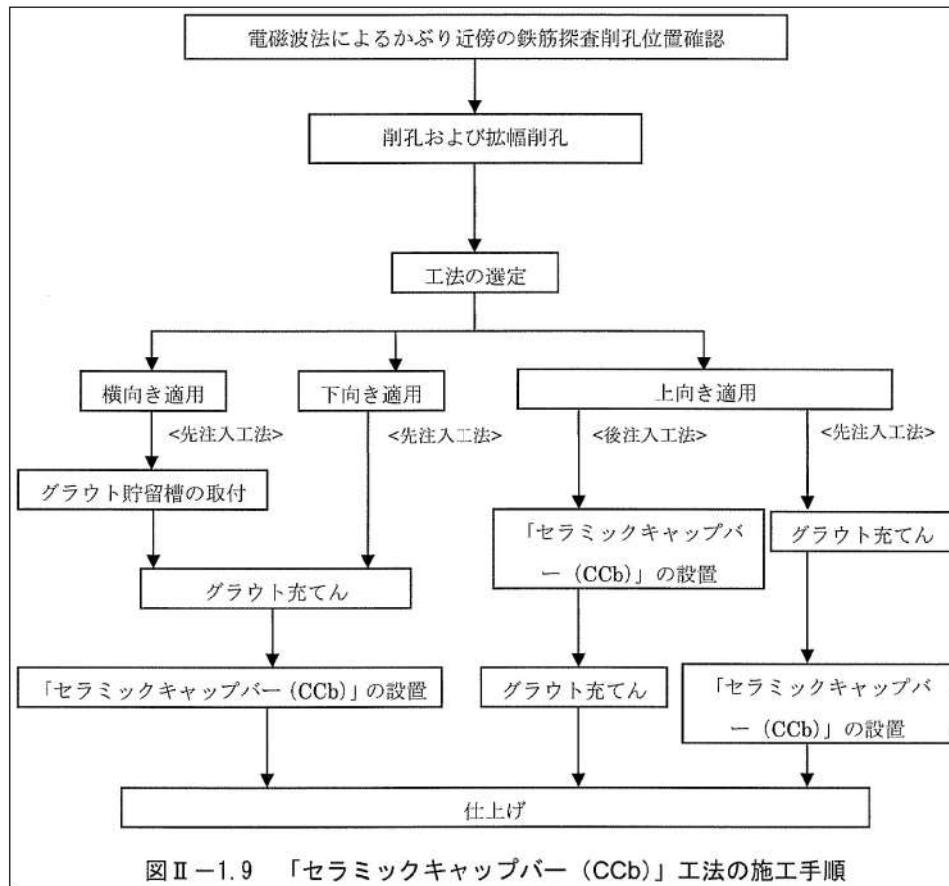 電磁波法によるかぶり近傍の鉄筋探査削孔位置確認
削孔および拡幅削孔
工法の選定
横向き適用
下向き適用
上向き適用
<先注入工法>
<先注入工法>
<後注入工法>
<先注入工法>
グラウト貯留槽の取付
「セラミックキャップバ
ー（CCb）」の設置
グラウト充てん
グラウト充てん
「セラミックキャップバー（CCb）」の設置
グラウト充てん
「セラミックキャップバ
ー（CCb）」の設置
仕上げ
図Ⅱ－1.9 「セラミックキャップバー（CCb）」工法の施工手順